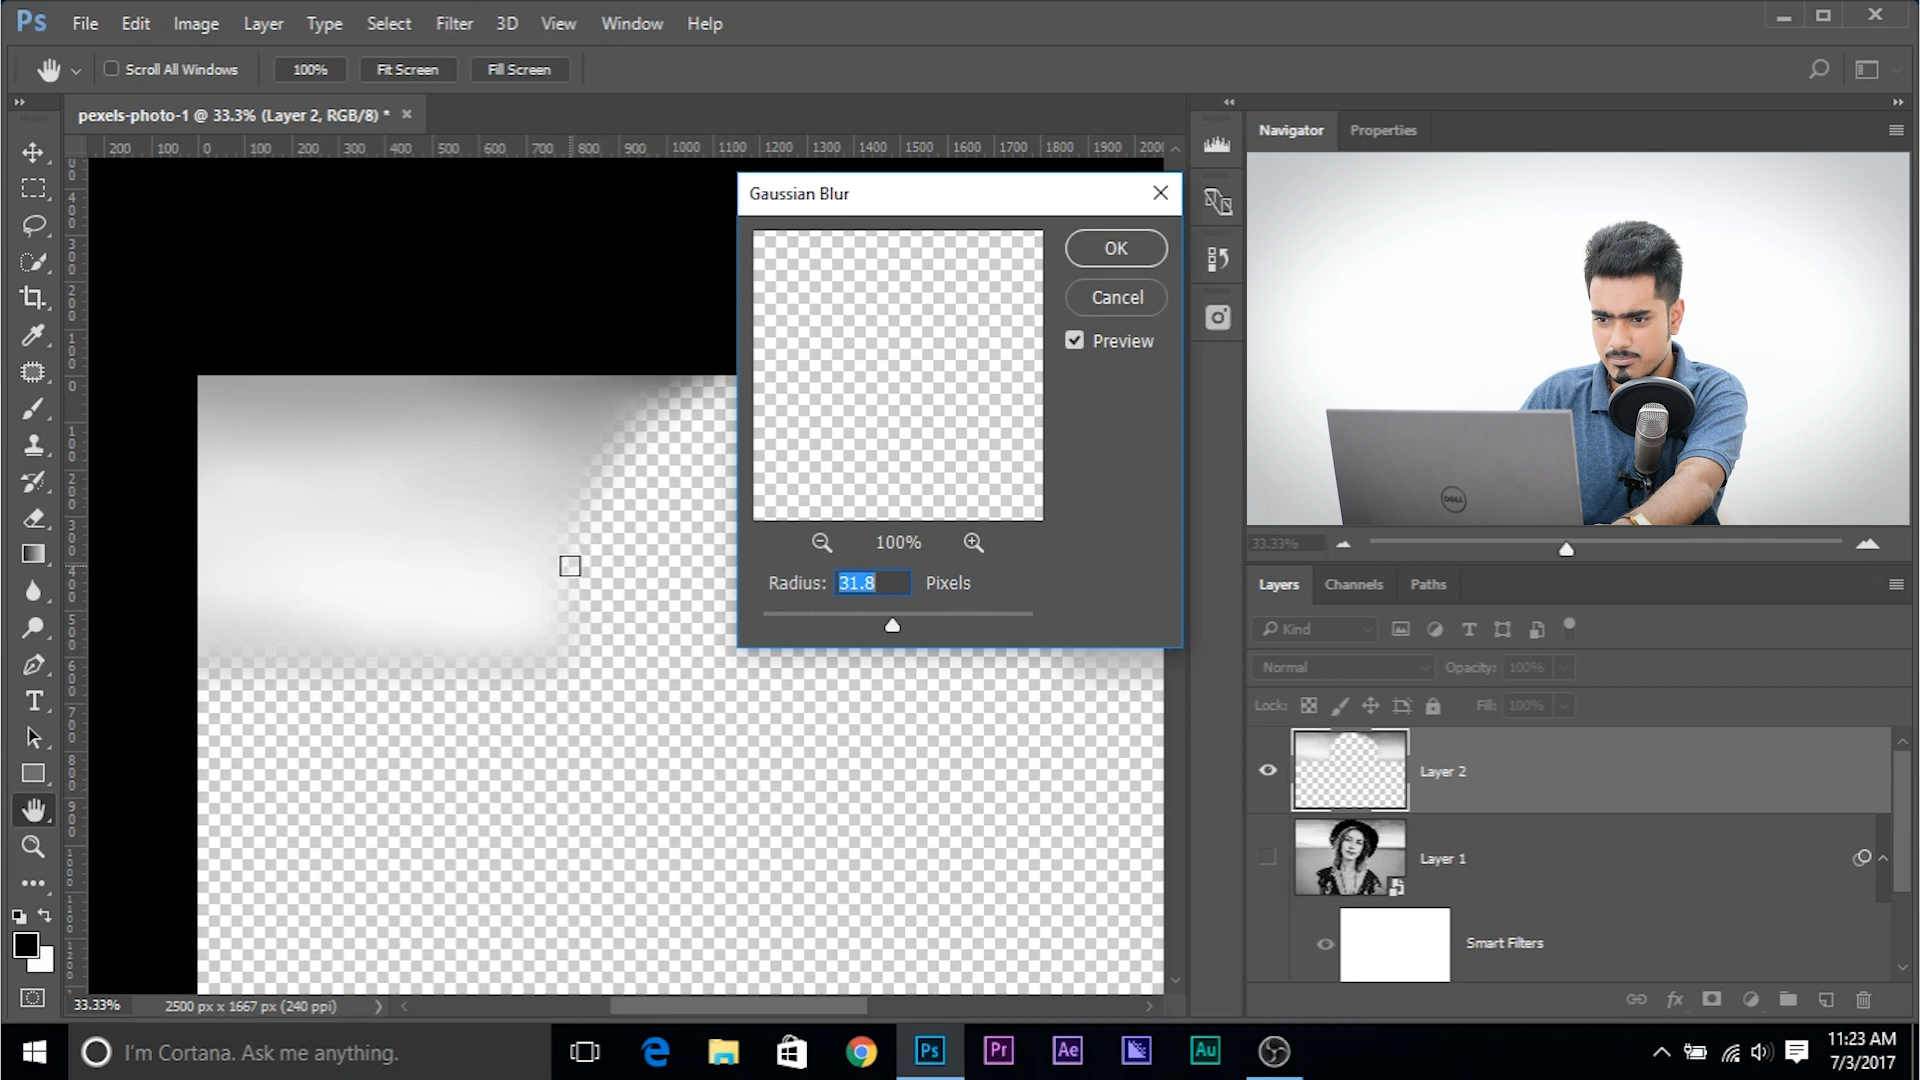 Ps File Edit Image Layer Type Select Filter 3D View Window Help
Scroll All Windows 100% Fit Screen Fill Screen
pexels-photo-1 @ 33.3% (Layer 2, RGB/8) *
200 100 0 100 200 300 400 500 600 700 800 900 1000 1100 1200 1300 1400 1500 1600 1700 1800 1900 2000
Navigator Properties
Gaussian Blur
OK
Cancel
Preview
100%
Radius: 31.8 Pixels
DELL
33.33%
Layers Channels Paths
Kind
Normal Opacity: 100%
Lock: Fill: 100%
Layer 2
Layer 1
Smart Filters
fx
33.33% 2500 px x 1667 px (240 ppi)
I'm Cortana. Ask me anything.
Ps Pr Ae Au
11:23 AM
7/3/2017